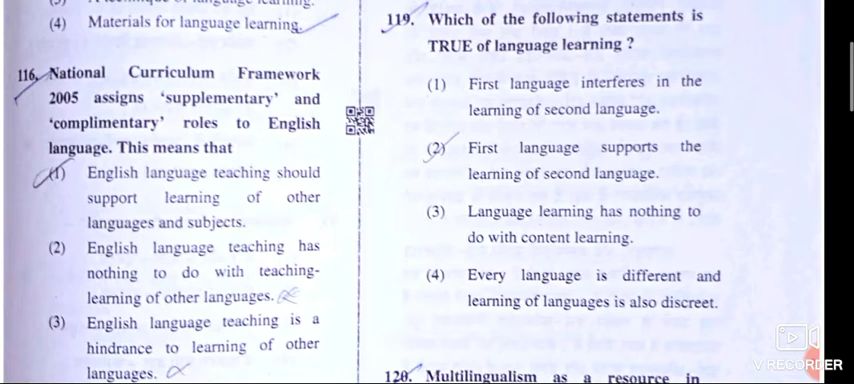 (4) Materials for language learning.
116. National Curriculum Framework
2005 assigns ‘supplementary’ and
‘complimentary’ roles to English
language. This means that
(1) English language teaching should
support learning of other
languages and subjects.
(2) English language teaching has
nothing to do with teaching-
learning of other languages.
(3) English language teaching is a
hindrance to learning of other
languages.
119. Which of the following statements is
TRUE of language learning ?
(1) First language interferes in the
learning of second language.
(2) First language supports the
learning of second language.
(3) Language learning has nothing to
do with content learning.
(4) Every language is different and
learning of languages is also discreet.
120. Multilingualism as a resource in
V RECORDER